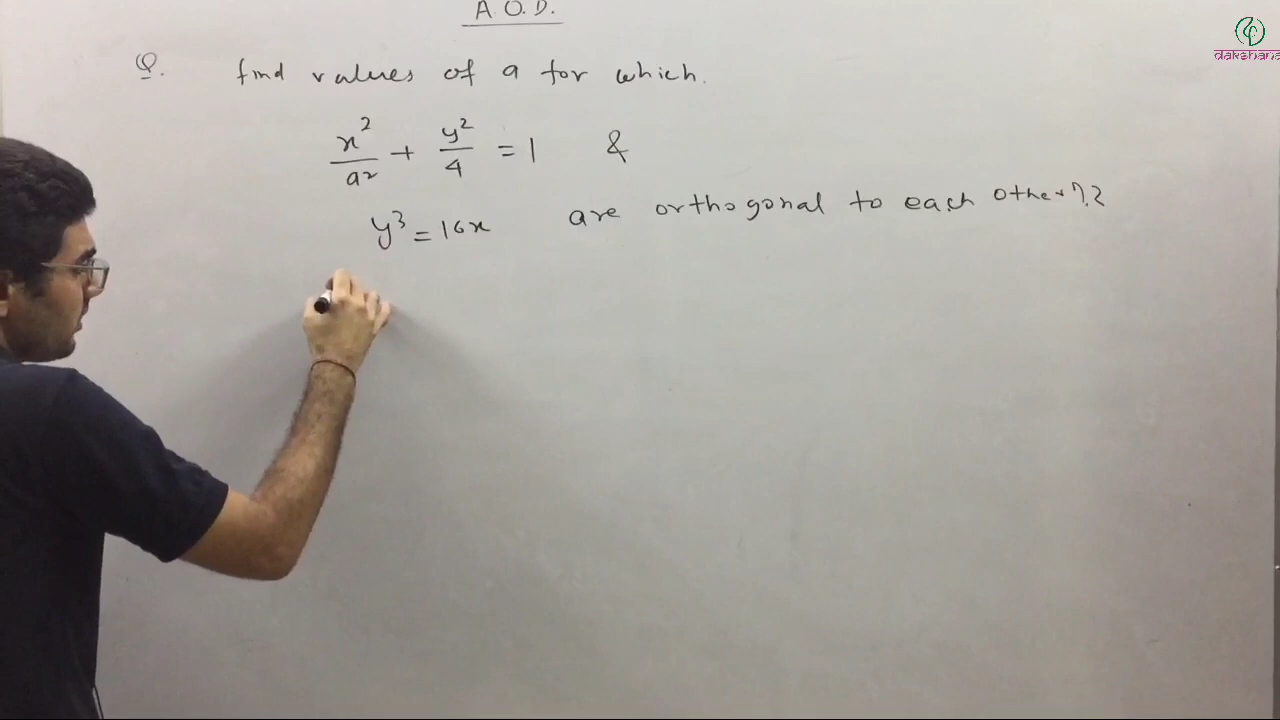 A.O.D.
dakshana
Q. find values of a for which.
x²/a² + y²/4 = 1 &
y³ = 16x are orthogonal to each other??